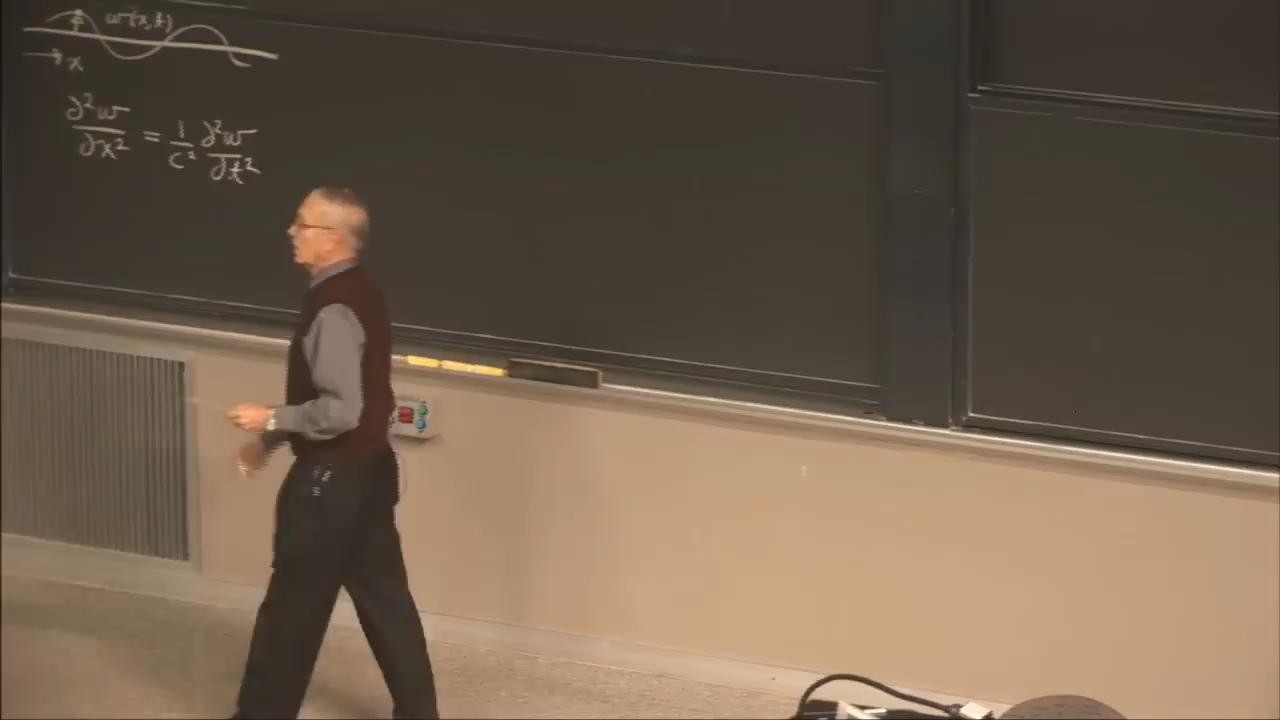 w(x,t)
x
∂²w/∂x² = 1/c² ∂²w/∂t²